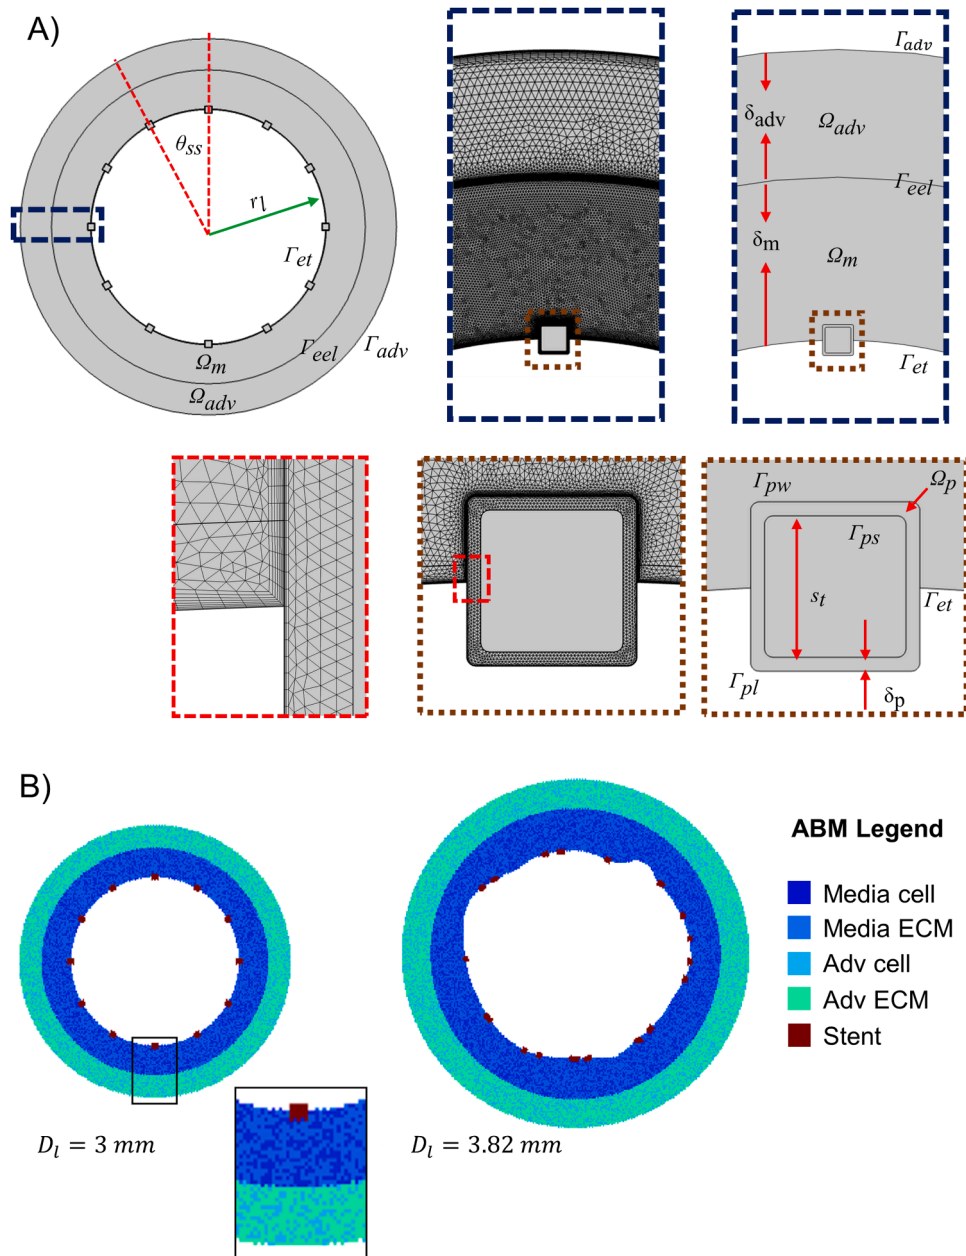 A)
θss
rl
Γet
Ωm
Γeel
Γadv
Ωadv
Γadv
δadv
Ωadv
Γeel
δm
Ωm
Γet
Γpw
Ωp
Γps
st
Γet
Γpl
δp
B)
ABM Legend
Media cell
Media ECM
Adv cell
Adv ECM
Stent
Dl = 3 mm
Dl = 3.82 mm